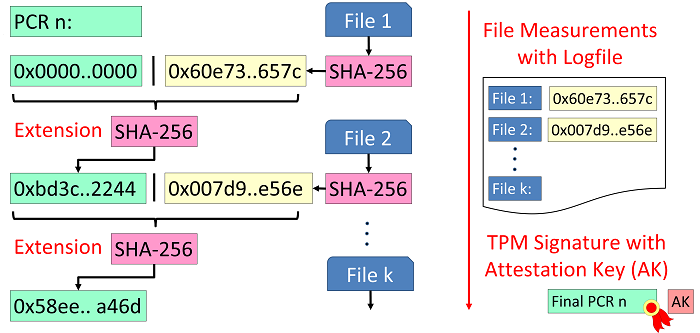 PCR n:
File 1
0x0000..0000 | 0x60e73..657c
SHA-256
Extension SHA-256
File 2
0xbd3c..2244 | 0x007d9..e56e
SHA-256
Extension SHA-256
File k
0x58ee.. a46d
File Measurements
with Logfile
File 1: 0x60e73..657c
File 2: 0x007d9..e56e
File k:
TPM Signature with
Attestation Key (AK)
Final PCR n
AK